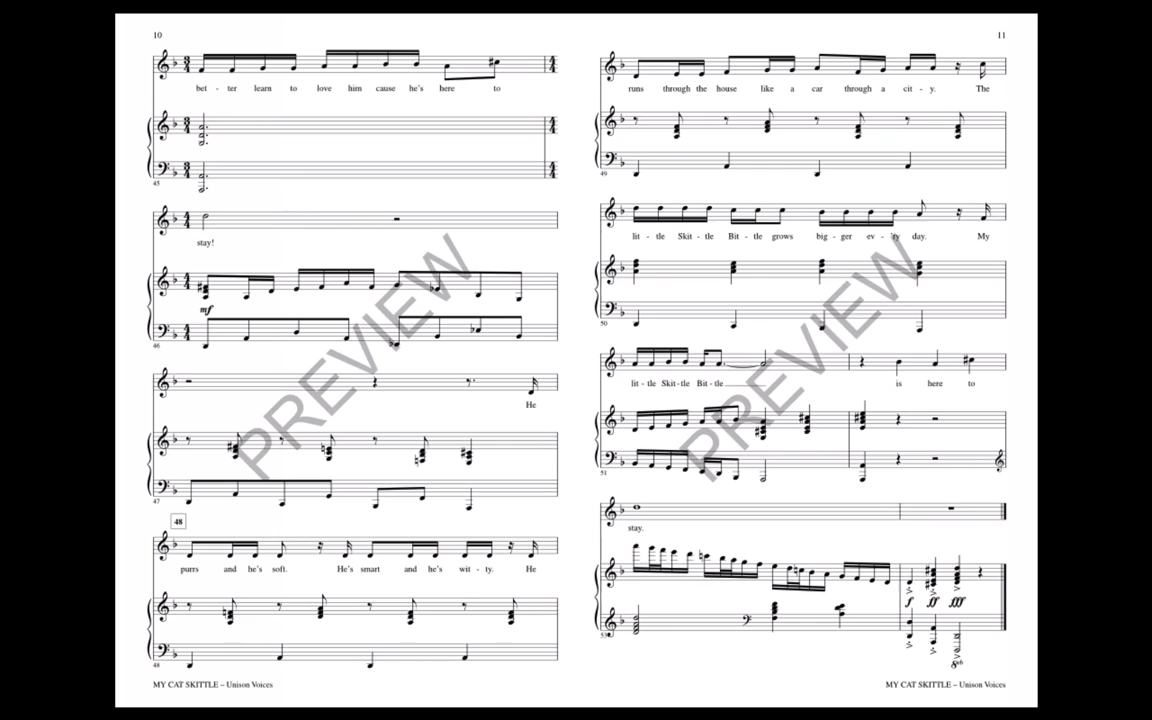 10
bet - ter learn to love him cause he's here to
45
stay!
mf
46
He
47
48
purrs and he's soft. He's smart and he's wit - ty. He
48
MY CAT SKITTLE – Unison Voices
11
runs through the house like a car through a cit - y. The
49
lit - tle Skit - tle Bit - tle grows big - ger ev - 'ry day. My
50
lit - tle Skit - tle Bit - tle is here to
51
stay.
f ff fff
53
8vb
MY CAT SKITTLE – Unison Voices
PREVIEW
PREVIEW